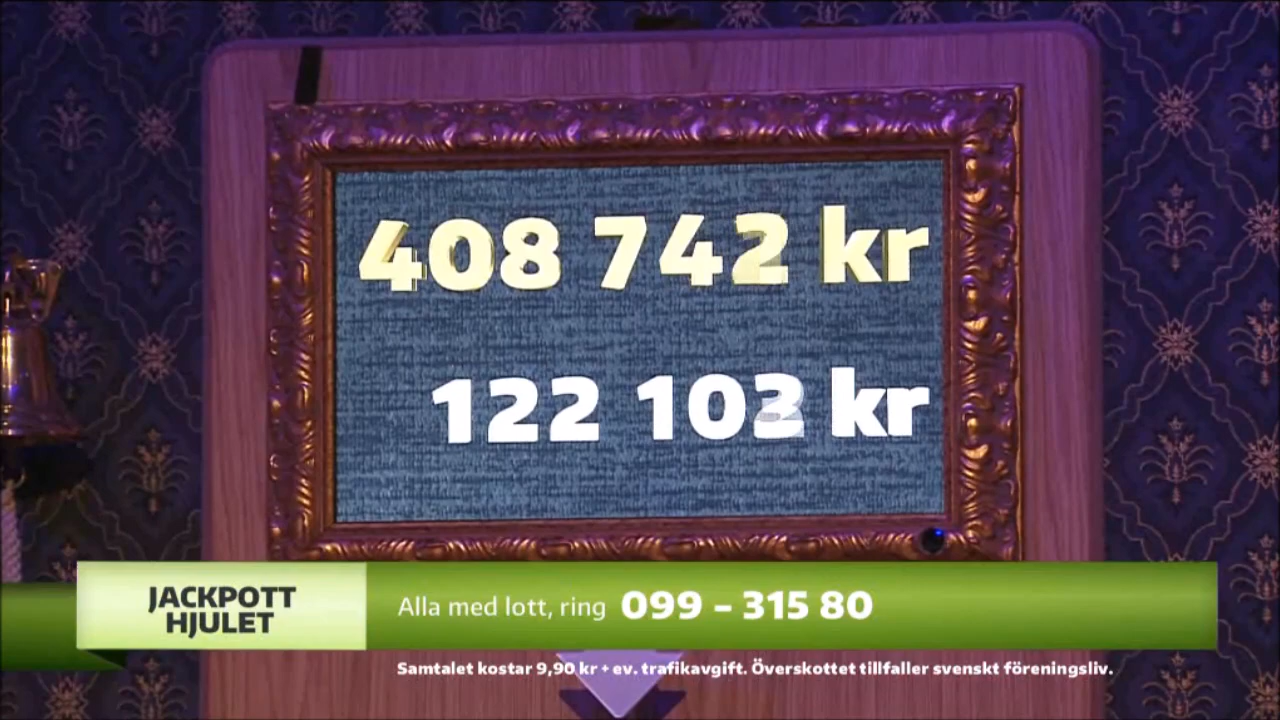 408 742 kr
122 102 kr
JACKPOTT
HJULET
Alla med lott, ring 099 – 315 80
Samtalet kostar 9,90 kr + ev. trafikavgift. Överskottet tillfaller svenskt föreningsliv.